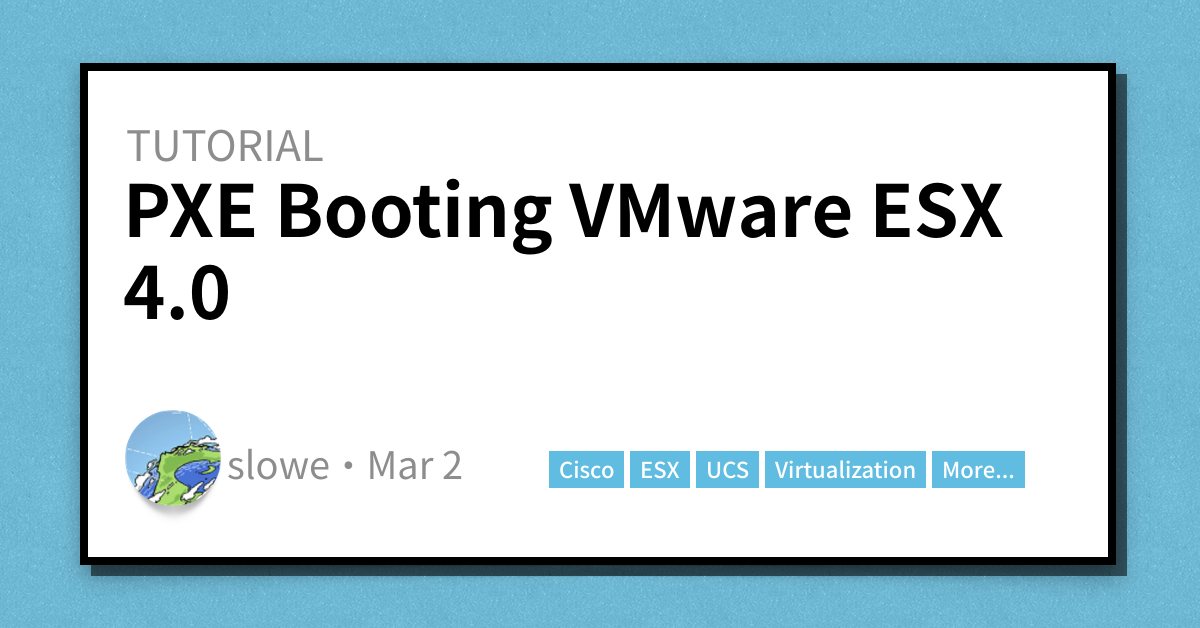 TUTORIAL
PXE Booting VMware ESX
4.0
slowe • Mar 2
Cisco ESX UCS Virtualization More...